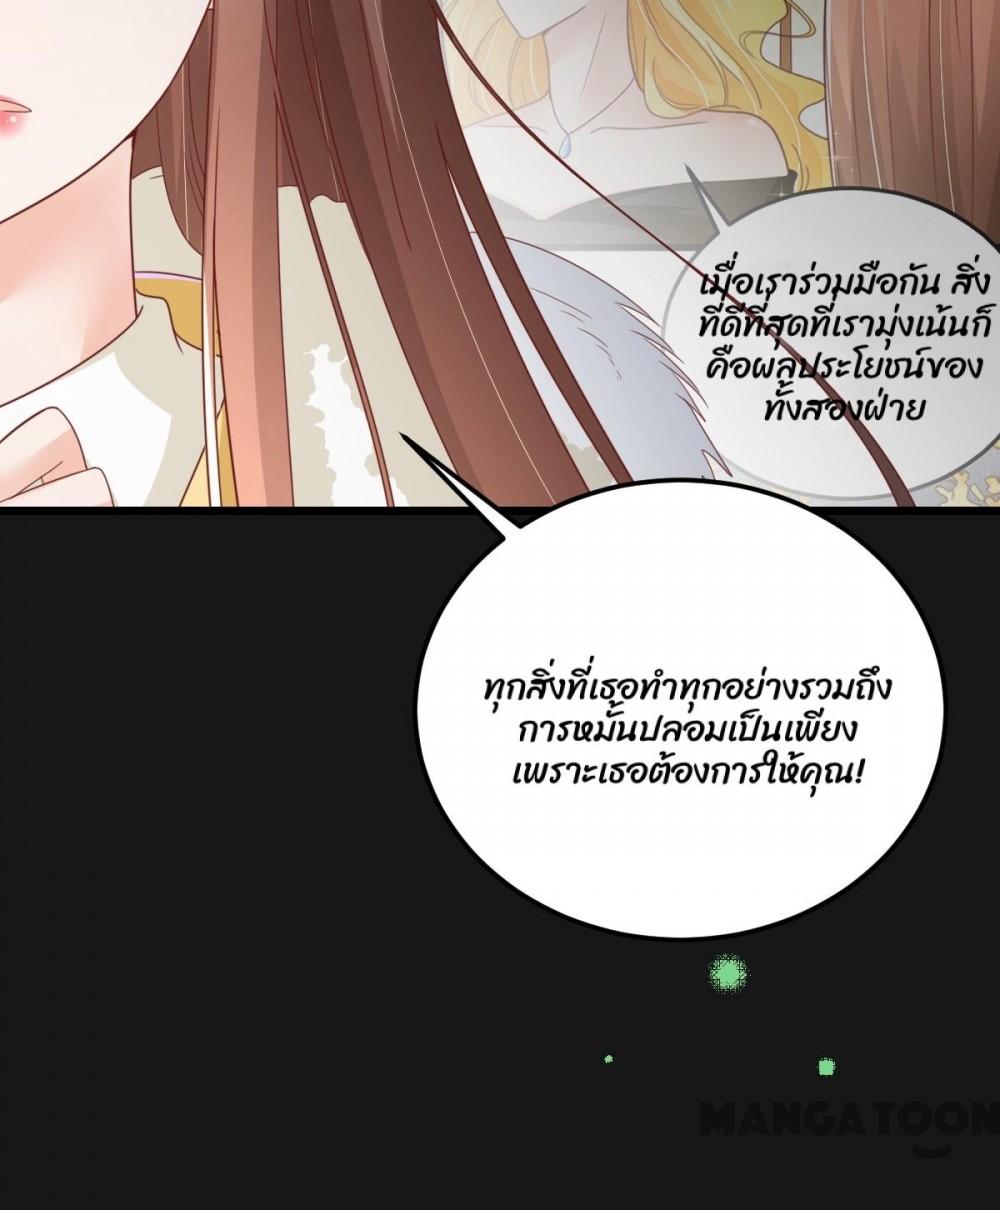 เมื่อเราร่วมมือกัน สิ่ง
ที่ดีที่สุดที่เรามุ่งเน้นก็
คือผลประโยชน์ของ
ทั้งสองฝ่าย
ทุกสิ่งที่เธอทำทุกอย่างรวมถึง
การหมั้นปลอมเป็นเพียง
เพราะเธอต้องการให้คุณ!
MANGA TOON